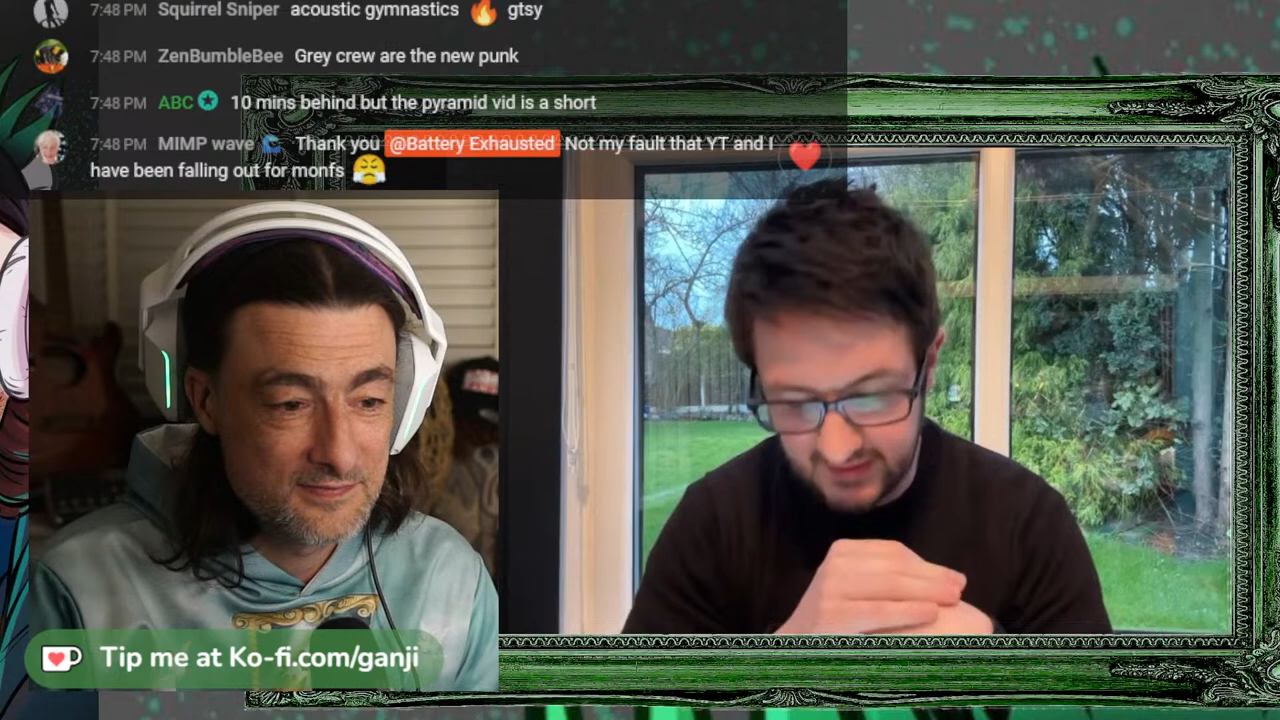 7:48 PM Squirrel Sniper acoustic gymnastics 🔥 gtsy
7:48 PM ZenBumbleBee Grey crew are the new punk
7:48 PM ABC 10 mins behind but the pyramid vid is a short
7:48 PM MIMP wave 🌊 Thank you @Battery Exhausted Not my fault that YT and I
have been falling out for monfs 😤
Tip me at Ko-fi.com/ganji